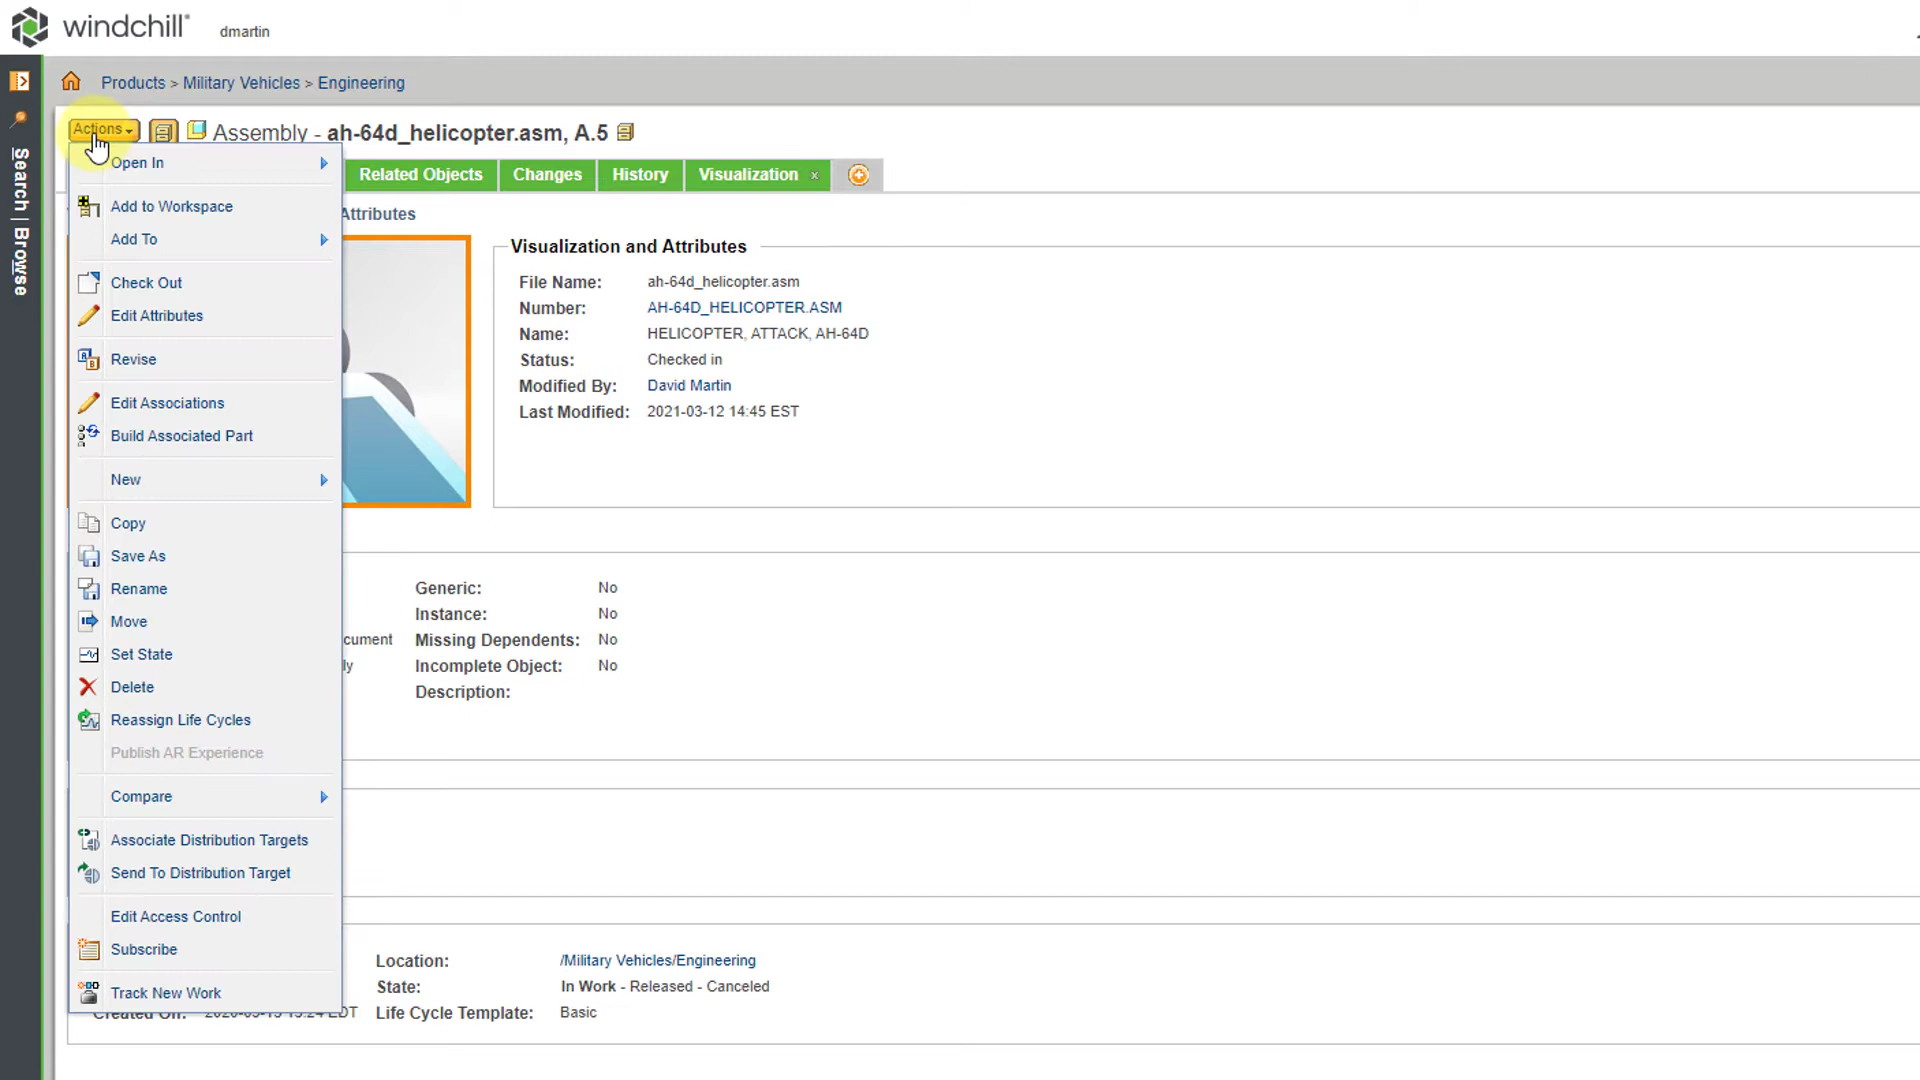 windchill® dmartin
Products > Military Vehicles > Engineering
Actions Assembly - ah-64d_helicopter.asm, A.5
Related Objects Changes History Visualization ×
Search | Browse
Attributes
Open In
Add to Workspace
Add To
Check Out
Edit Attributes
Revise
Edit Associations
Build Associated Part
New
Copy
Save As
Rename
Move
Set State
Delete
Reassign Life Cycles
Publish AR Experience
Compare
Associate Distribution Targets
Send To Distribution Target
Edit Access Control
Subscribe
Track New Work
Visualization and Attributes
File Name: ah-64d_helicopter.asm
Number: AH-64D_HELICOPTER.ASM
Name: HELICOPTER, ATTACK, AH-64D
Status: Checked in
Modified By: David Martin
Last Modified: 2021-03-12 14:45 EST
Generic: No
Instance: No
cument Missing Dependents: No
ly Incomplete Object: No
Description:
Location: /Military Vehicles/Engineering
State: In Work - Released - Canceled
Created On: EDT Life Cycle Template: Basic